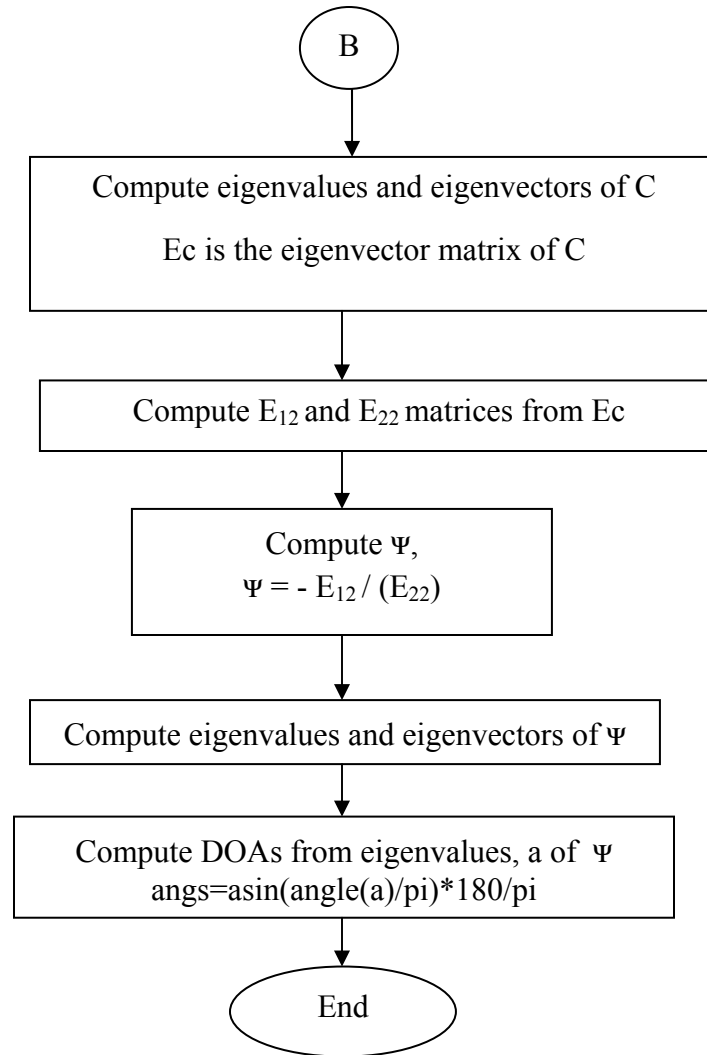 B
Compute eigenvalues and eigenvectors of C
Ec is the eigenvector matrix of C
Compute E₁₂ and E₂₂ matrices from Ec
Compute Ψ,
Ψ = - E₁₂ / (E₂₂)
Compute eigenvalues and eigenvectors of Ψ
Compute DOAs from eigenvalues, a of Ψ
angs=asin(angle(a)/pi)*180/pi
End